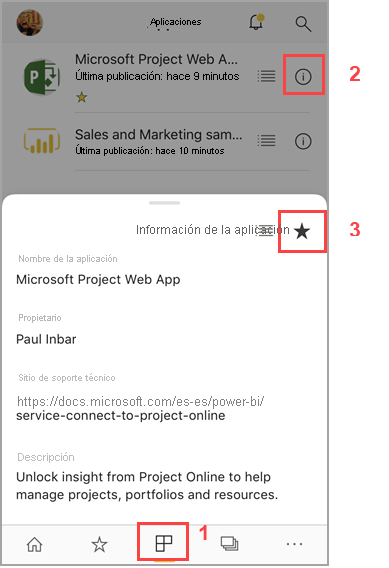 Aplicaciones
Microsoft Project Web A...
Última publicación: hace 9 minutos
2
Sales and Marketing sam...
Última publicación: hace 10 minutos
Información de la aplicación
3
Nombre de la aplicación
Microsoft Project Web App
Propietario
Paul Inbar
Sitio de soporte técnico
https://docs.microsoft.com/es-es/power-bi/
service-connect-to-project-online
Descripción
Unlock insight from Project Online to help
manage projects, portfolios and resources.
1